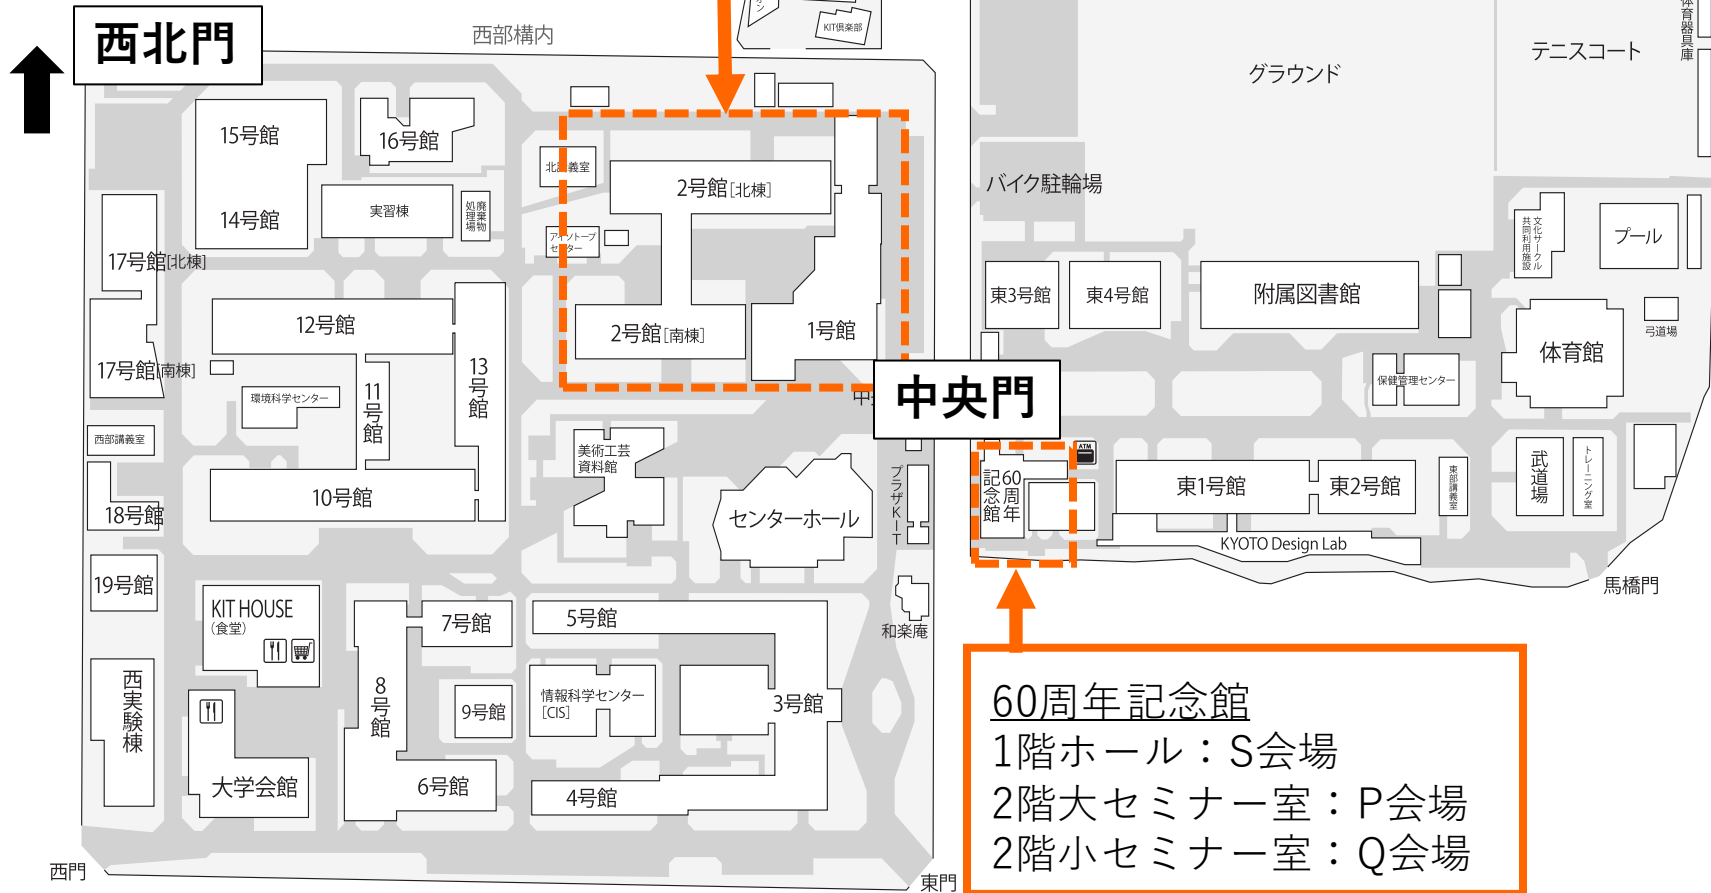 西北門
西部構内
KIT倶楽部
体育器具庫
テニスコート
グラウンド
15号館
16号館
北講義室
2号館[北棟]
バイク駐輪場
14号館
実習棟
廃棄物
処理場
アイソトープ
センター
文化サークル
共同利用施設
プール
17号館[北棟]
12号館
2号館[南棟]
1号館
東3号館
東4号館
附属図書館
弓道場
体育館
17号館[南棟]
13号館
11号館
環境科学センター
中央門
保健管理センター
西部講義室
美術工芸
資料館
ATM
プラザKIT
60周年
記念館
東1号館
東2号館
東部講義室
武道場
トレーニング室
10号館
18号館
センターホール
KYOTO Design Lab
馬橋門
19号館
KIT HOUSE
(食堂)
7号館
5号館
和楽庵
西実験棟
8号館
9号館
情報科学センター
[CIS]
3号館
大学会館
6号館
4号館
西門
東門
60周年記念館
1階ホール：S会場
2階大セミナー室：P会場
2階小セミナー室：Q会場